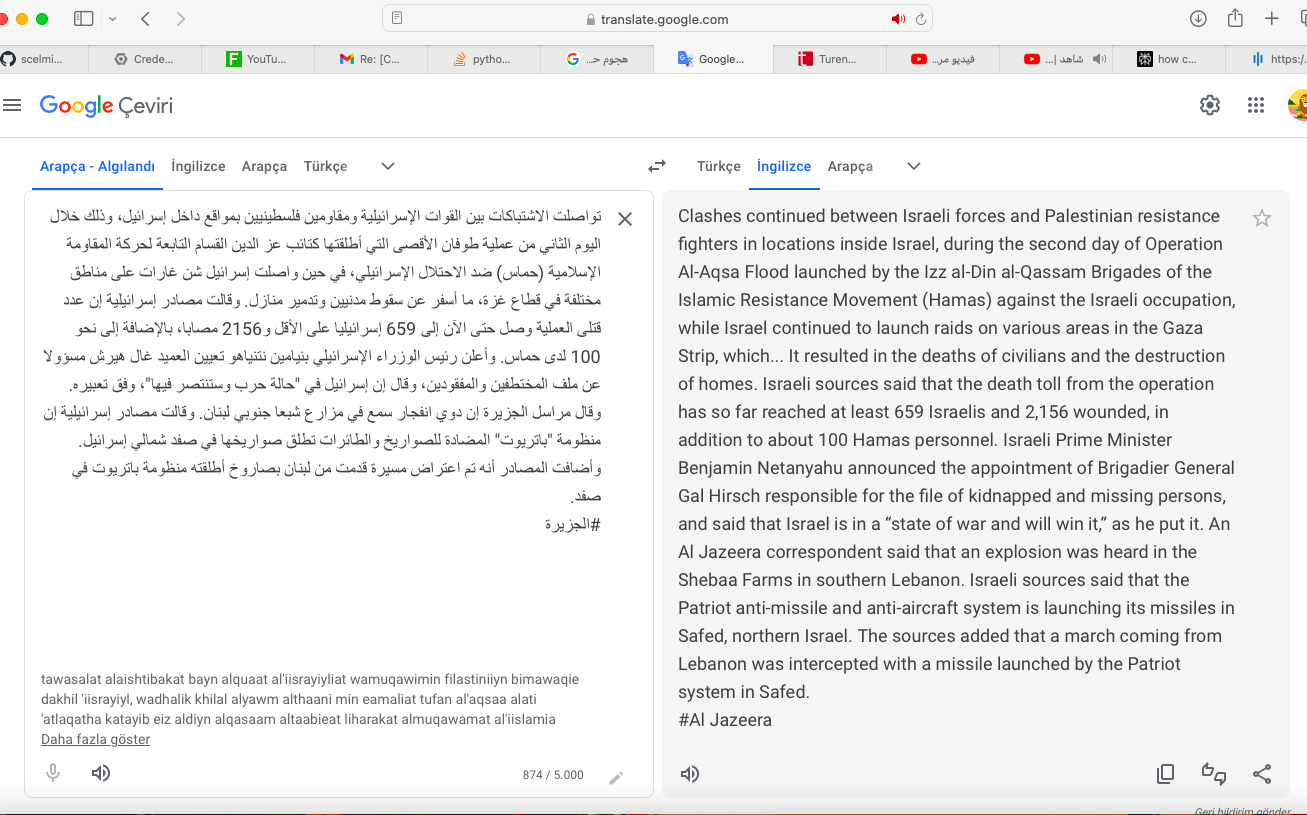 translate.google.com
scelmi...
Crede...
YouTu...
Re: [C...
pytho...
هجوم حـ...
Google...
Turen...
فيديو مر...
شاهد |...
how c...
https:/.
Google Çeviri
Arapça - Algılandı
İngilizce
Arapça
Türkçe
Türkçe
İngilizce
Arapça
تواصلت الاشتباكات بين القوات الإسرائيلية ومقاومين فلسطينيين بمواقع داخل إسرائيل، وذلك خلال
اليوم الثاني من عملية طوفان الأقصى التي أطلقتها كتائب عز الدين القسام التابعة لحركة المقاومة
الإسلامية (حماس) ضد الاحتلال الإسرائيلي، في حين واصلت إسرائيل شن غارات على مناطق
مختلفة في قطاع غزة، ما أسفر عن سقوط مدنيين وتدمير منازل. وقالت مصادر إسرائيلية إن عدد
قتلى العملية وصل حتى الآن إلى 659 إسرائيليا على الأقل و2156 مصابا، بالإضافة إلى نحو
100 لدى حماس. وأعلن رئيس الوزراء الإسرائيلي بنيامين نتنياهو تعيين العميد غال هيرش مسؤولا
عن ملف المختطفين والمفقودين، وقال إن إسرائيل في "حالة حرب وستنتصر فيها"، وفق تعبيره.
وقال مراسل الجزيرة إن دوي انفجار سمع في مزارع شبعا جنوبي لبنان. وقالت مصادر إسرائيلية إن
منظومة "باتريوت" المضادة للصواريخ والطائرات تطلق صواريخها في صفد شمالي إسرائيل.
وأضافت المصادر أنه تم اعتراض مسيرة قدمت من لبنان بصاروخ أطلقته منظومة باتريوت في
صفد.
#الجزيرة
tawasalat alaishtibakat bayn alquaat al'iisrayiyliat wamuqawimin filastiniiyn bimawaqie
dakhil 'iisrayiyl, wadhalik khilal alyawm althaani min eamaliat tufan al'aqsaa alati
'atlaqatha katayib eiz aldiyn alqasaam altaabieat liharakat almuqawamat al'iislamia
Daha fazla göster
874 / 5.000
Clashes continued between Israeli forces and Palestinian resistance
fighters in locations inside Israel, during the second day of Operation
Al-Aqsa Flood launched by the Izz al-Din al-Qassam Brigades of the
Islamic Resistance Movement (Hamas) against the Israeli occupation,
while Israel continued to launch raids on various areas in the Gaza
Strip, which... It resulted in the deaths of civilians and the destruction
of homes. Israeli sources said that the death toll from the operation
has so far reached at least 659 Israelis and 2,156 wounded, in
addition to about 100 Hamas personnel. Israeli Prime Minister
Benjamin Netanyahu announced the appointment of Brigadier General
Gal Hirsch responsible for the file of kidnapped and missing persons,
and said that Israel is in a “state of war and will win it,” as he put it. An
Al Jazeera correspondent said that an explosion was heard in the
Shebaa Farms in southern Lebanon. Israeli sources said that the
Patriot anti-missile and anti-aircraft system is launching its missiles in
Safed, northern Israel. The sources added that a march coming from
Lebanon was intercepted with a missile launched by the Patriot
system in Safed.
#Al Jazeera
Geri bildirim gönder